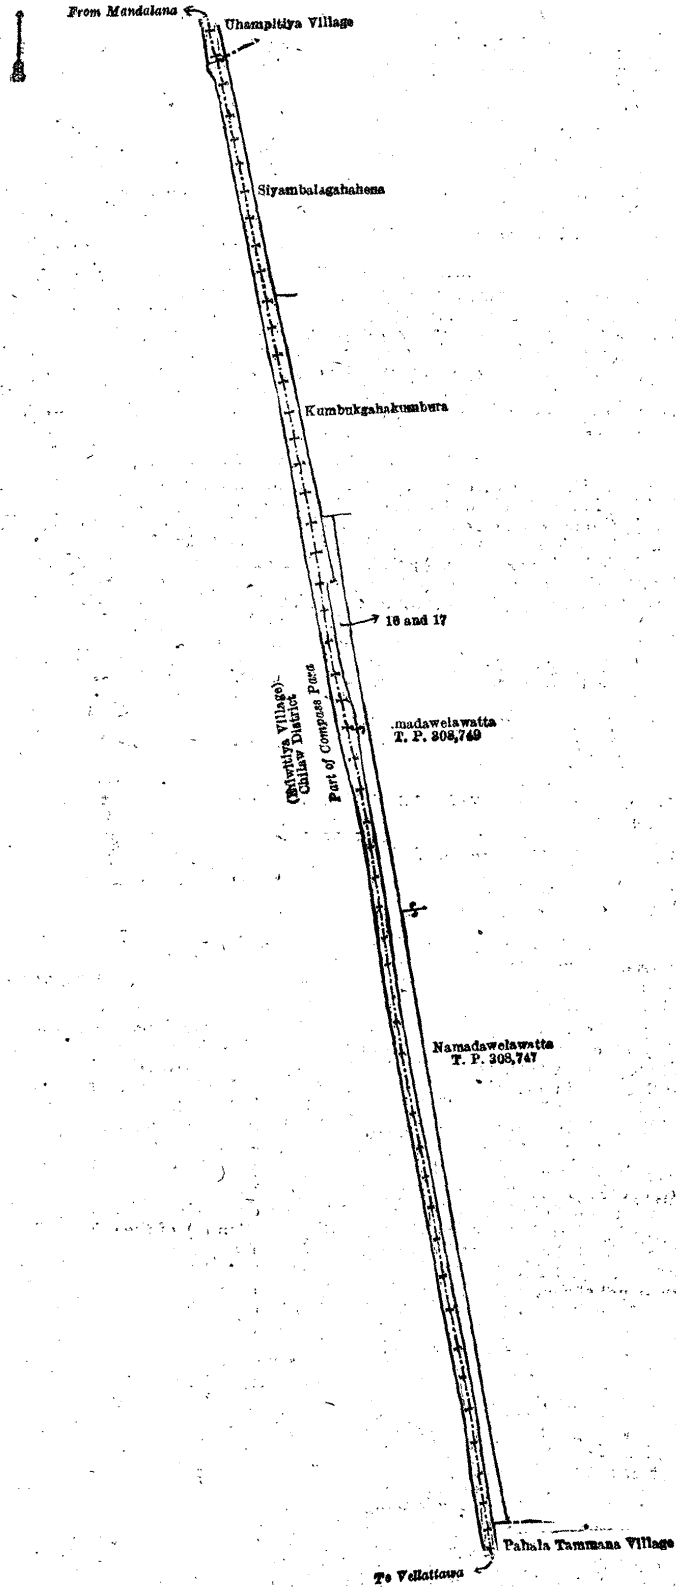 From Mandalana
Uhampitiya Village
Siyambalagahahena
Kumbukgahakumbura
16 and 17
madawelawatta
T. P. 308,749
Village)
Chilaw District
Part of Compass Para
Namadawelawatta
T. P. 308,747
Pahala Tammana Village
To Vellattawa